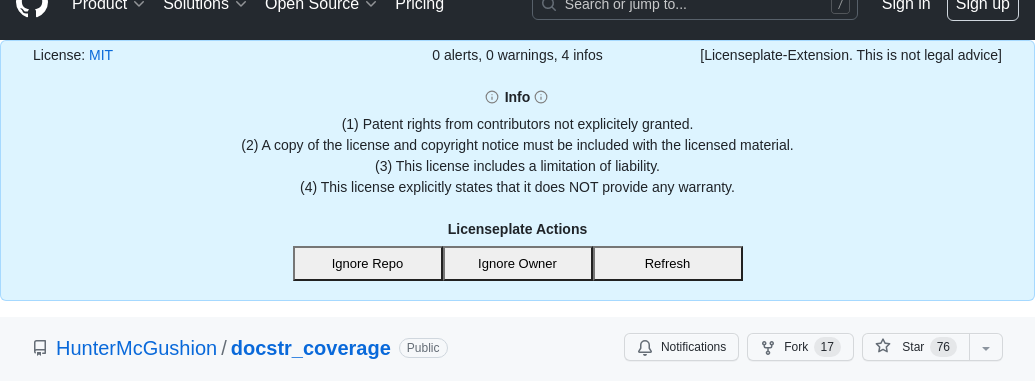 Product Solutions Open Source Pricing Search or jump to... / Sign in Sign up
License: MIT 0 alerts, 0 warnings, 4 infos [Licenseplate-Extension. This is not legal advice]
Info
(1) Patent rights from contributors not explicitely granted.
(2) A copy of the license and copyright notice must be included with the licensed material.
(3) This license includes a limitation of liability.
(4) This license explicitly states that it does NOT provide any warranty.
Licenseplate Actions
Ignore Repo Ignore Owner Refresh
HunterMcGushion / docstr_coverage Public Notifications Fork 17 Star 76